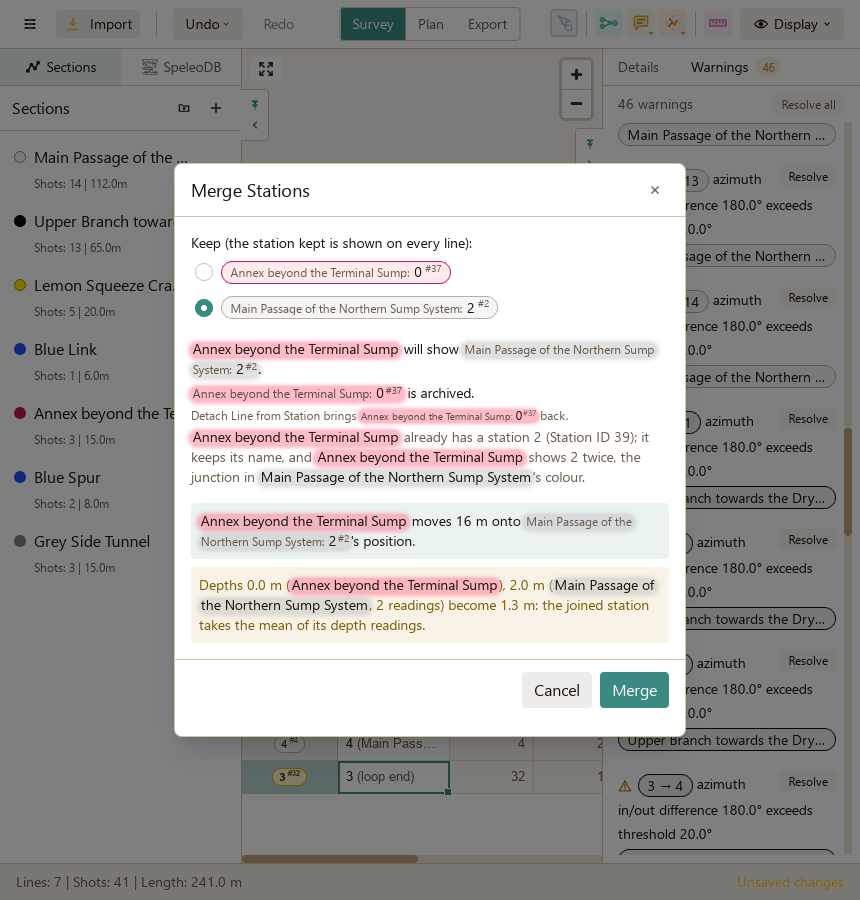 Import
Undo
Redo
Survey
Plan
Export
Display
Sections
SpeleoDB
Details
Warnings 46
Sections
46 warnings
Resolve all
Main Passage of the Northern ...
Main Passage of the ...
Shots: 14 | 112.0m
Upper Branch towar
Shots: 13 | 65.0m
Lemon Squeeze Cra
Shots: 5 | 20.0m
Blue Link
Shots: 1 | 6.0m
Annex beyond the Te
Shots: 3 | 15.0m
Blue Spur
Shots: 2 | 8.0m
Grey Side Tunnel
Shots: 3 | 15.0m
Merge Stations
×
Keep (the station kept is shown on every line):
Annex beyond the Terminal Sump: 0 #37
Main Passage of the Northern Sump System: 2 #2
Annex beyond the Terminal Sump will show Main Passage of the Northern Sump
System: 2 #2.
Annex beyond the Terminal Sump: 0 #37 is archived.
Detach Line from Station brings Annex beyond the Terminal Sump: 0 #37 back.
Annex beyond the Terminal Sump already has a station 2 (Station ID 39); it
keeps its name, and Annex beyond the Terminal Sump shows 2 twice, the
junction in Main Passage of the Northern Sump System's colour.
Annex beyond the Terminal Sump moves 16 m onto Main Passage of the
Northern Sump System: 2 #2's position.
Depths 0.0 m (Annex beyond the Terminal Sump), 2.0 m (Main Passage of
the Northern Sump System, 2 readings) become 1.3 m: the joined station
takes the mean of its depth readings.
Cancel
Merge
13 azimuth
Resolve
rence 180.0° exceeds
0.0°
ssage of the Northern ...
14 azimuth
Resolve
rence 180.0° exceeds
0.0°
ssage of the Northern ...
azimuth
Resolve
rence 180.0° exceeds
0.0°
anch towards the Dry...
azimuth
Resolve
rence 180.0° exceeds
0.0°
anch towards the Dry...
azimuth
Resolve
rence 180.0° exceeds
0.0°
Upper Branch towards the Dry...
3 → 4 azimuth
Resolve
in/out difference 180.0° exceeds
threshold 20.0°
4 #4
4 (Main Pass...
4
2
3 #32
3 (loop end)
32
1
Lines: 7 | Shots: 41 | Length: 241.0 m
Unsaved changes